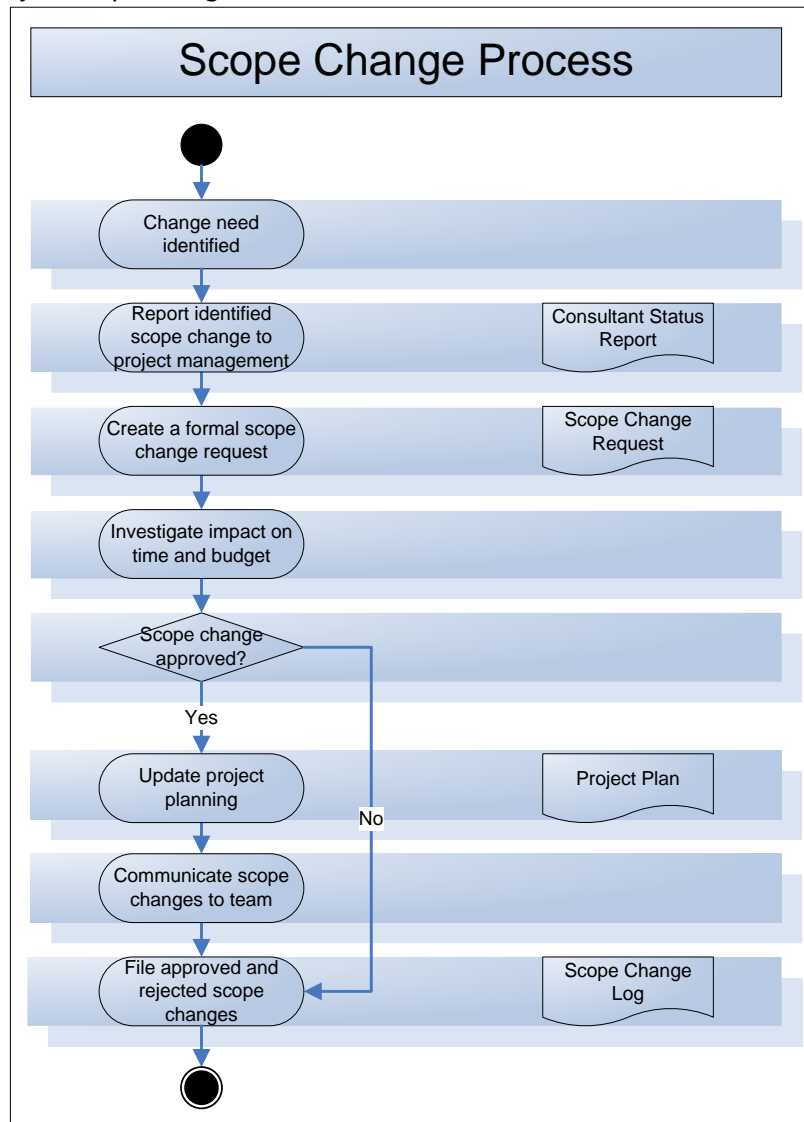 Scope Change Process
Change need
identified
Report identified
scope change to
project management
Consultant Status
Report
Create a formal scope
change request
Scope Change
Request
Investigate impact on
time and budget
Scope change
approved?
Yes
Update project
planning
Project Plan
No
Communicate scope
changes to team
File approved and
rejected scope
changes
Scope Change
Log